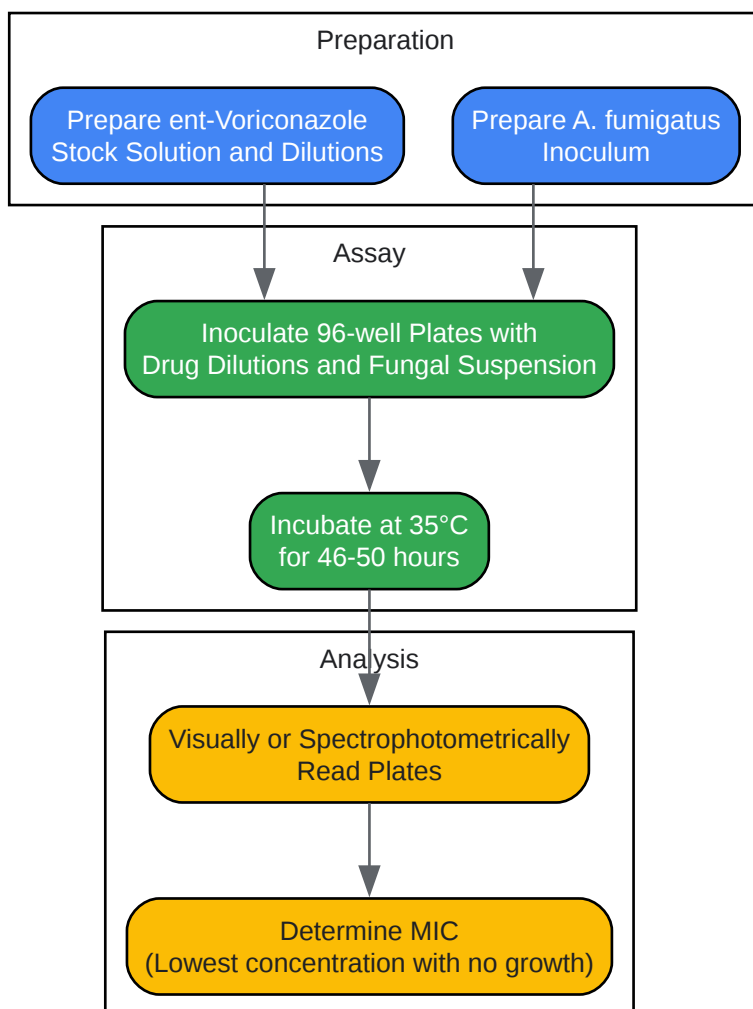 Preparation
Prepare ent-Voriconazole
Stock Solution and Dilutions
Prepare A. fumigatus
Inoculum
Assay
Inoculate 96-well Plates with
Drug Dilutions and Fungal Suspension
Incubate at 35°C
for 46-50 hours
Analysis
Visually or Spectrophotometrically
Read Plates
Determine MIC
(Lowest concentration with no growth)